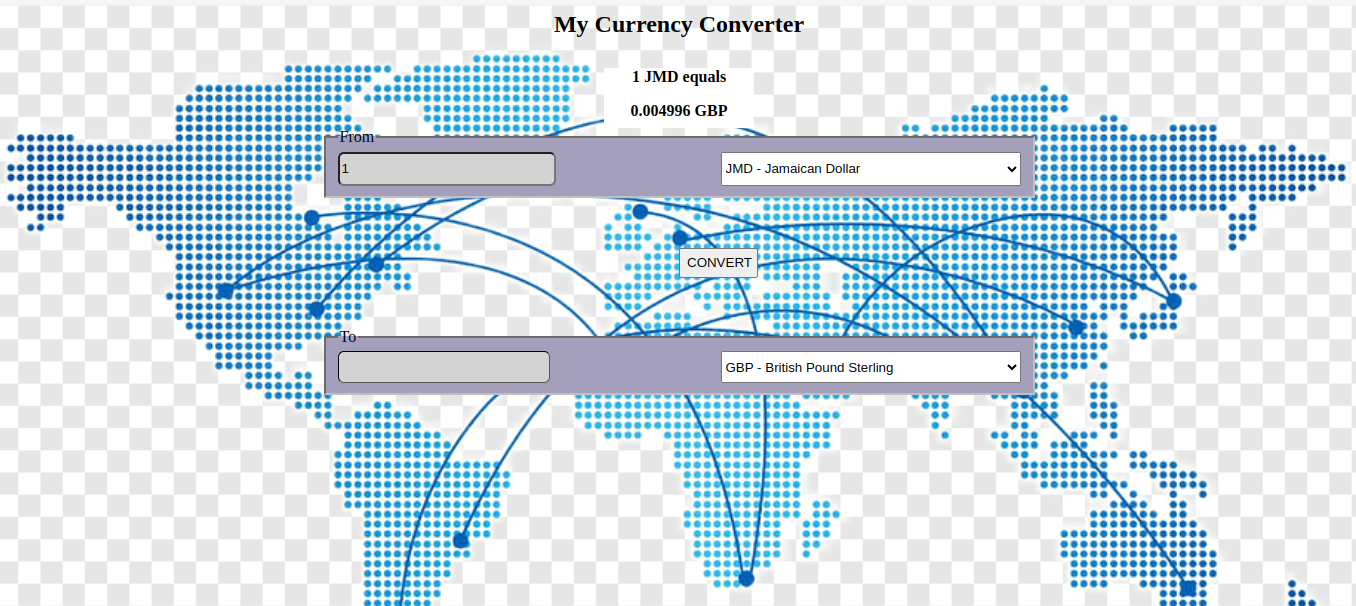 My Currency Converter
1 JMD equals
0.004996 GBP
From
1
JMD - Jamaican Dollar
CONVERT
To
GBP - British Pound Sterling